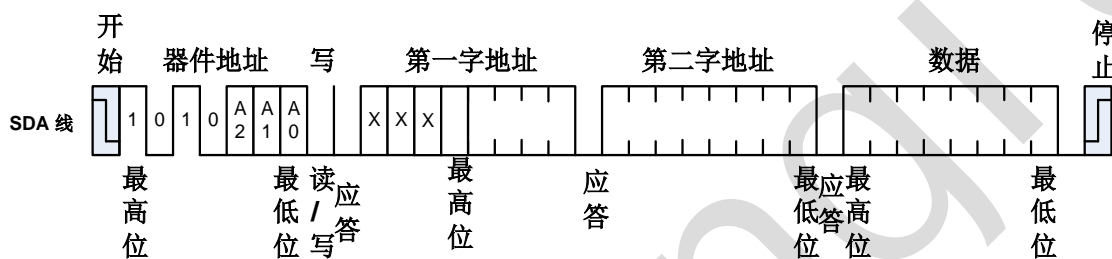 开始 器件地址 写 第一字地址 第二字地址 数据 停止
SDA 线 1 0 1 0 A2 A1 A0 X X X
最高位 最低位 读/写 应答 最高位 应答 最低位 应答 最高位 最低位